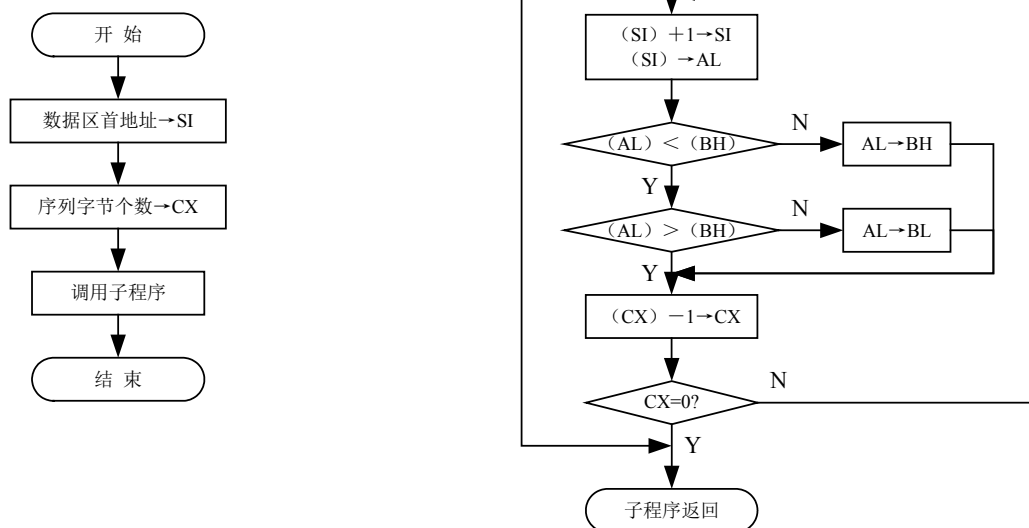 开 始
数据区首地址→SI
序列字节个数→CX
调用子程序
结 束
(SI)+1→SI
(SI)→AL
(AL)<(BH)
N
AL→BH
Y
(AL)>(BH)
N
AL→BL
Y
(CX)-1→CX
CX=0?
N
Y
子程序返回